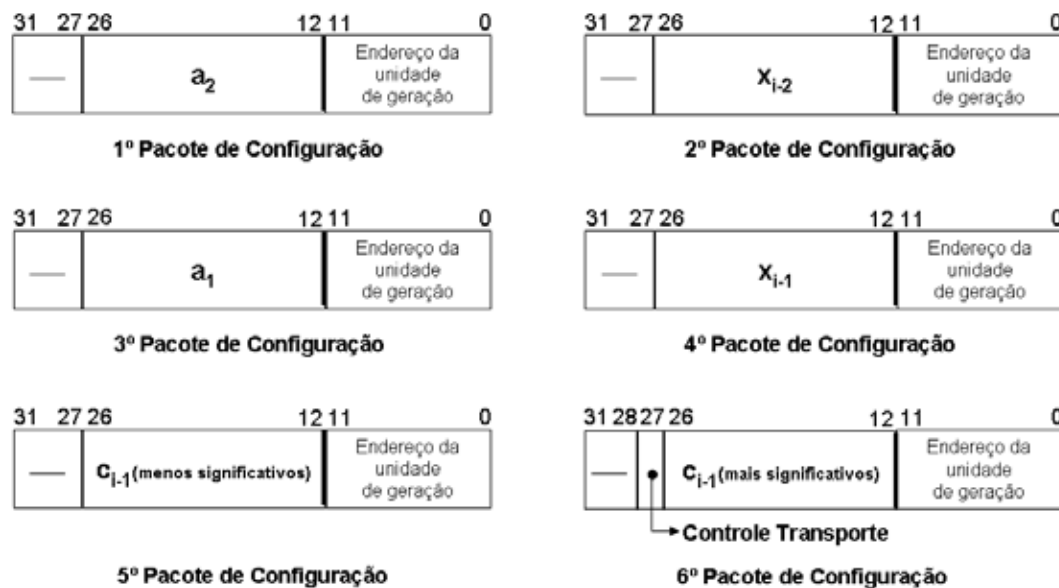 31 27 26 12 11 0
— a₂ Endereço da
unidade
de geração
1º Pacote de Configuração
31 27 26 12 11 0
— xᵢ₋₂ Endereço da
unidade
de geração
2º Pacote de Configuração
31 27 26 12 11 0
— a₁ Endereço da
unidade
de geração
3º Pacote de Configuração
31 27 26 12 11 0
— xᵢ₋₁ Endereço da
unidade
de geração
4º Pacote de Configuração
31 27 26 12 11 0
— cᵢ₋₁ (menos significativos) Endereço da
unidade
de geração
5º Pacote de Configuração
31 28 27 26 12 11 0
— cᵢ₋₁ (mais significativos) Endereço da
unidade
de geração
Controle Transporte
6º Pacote de Configuração